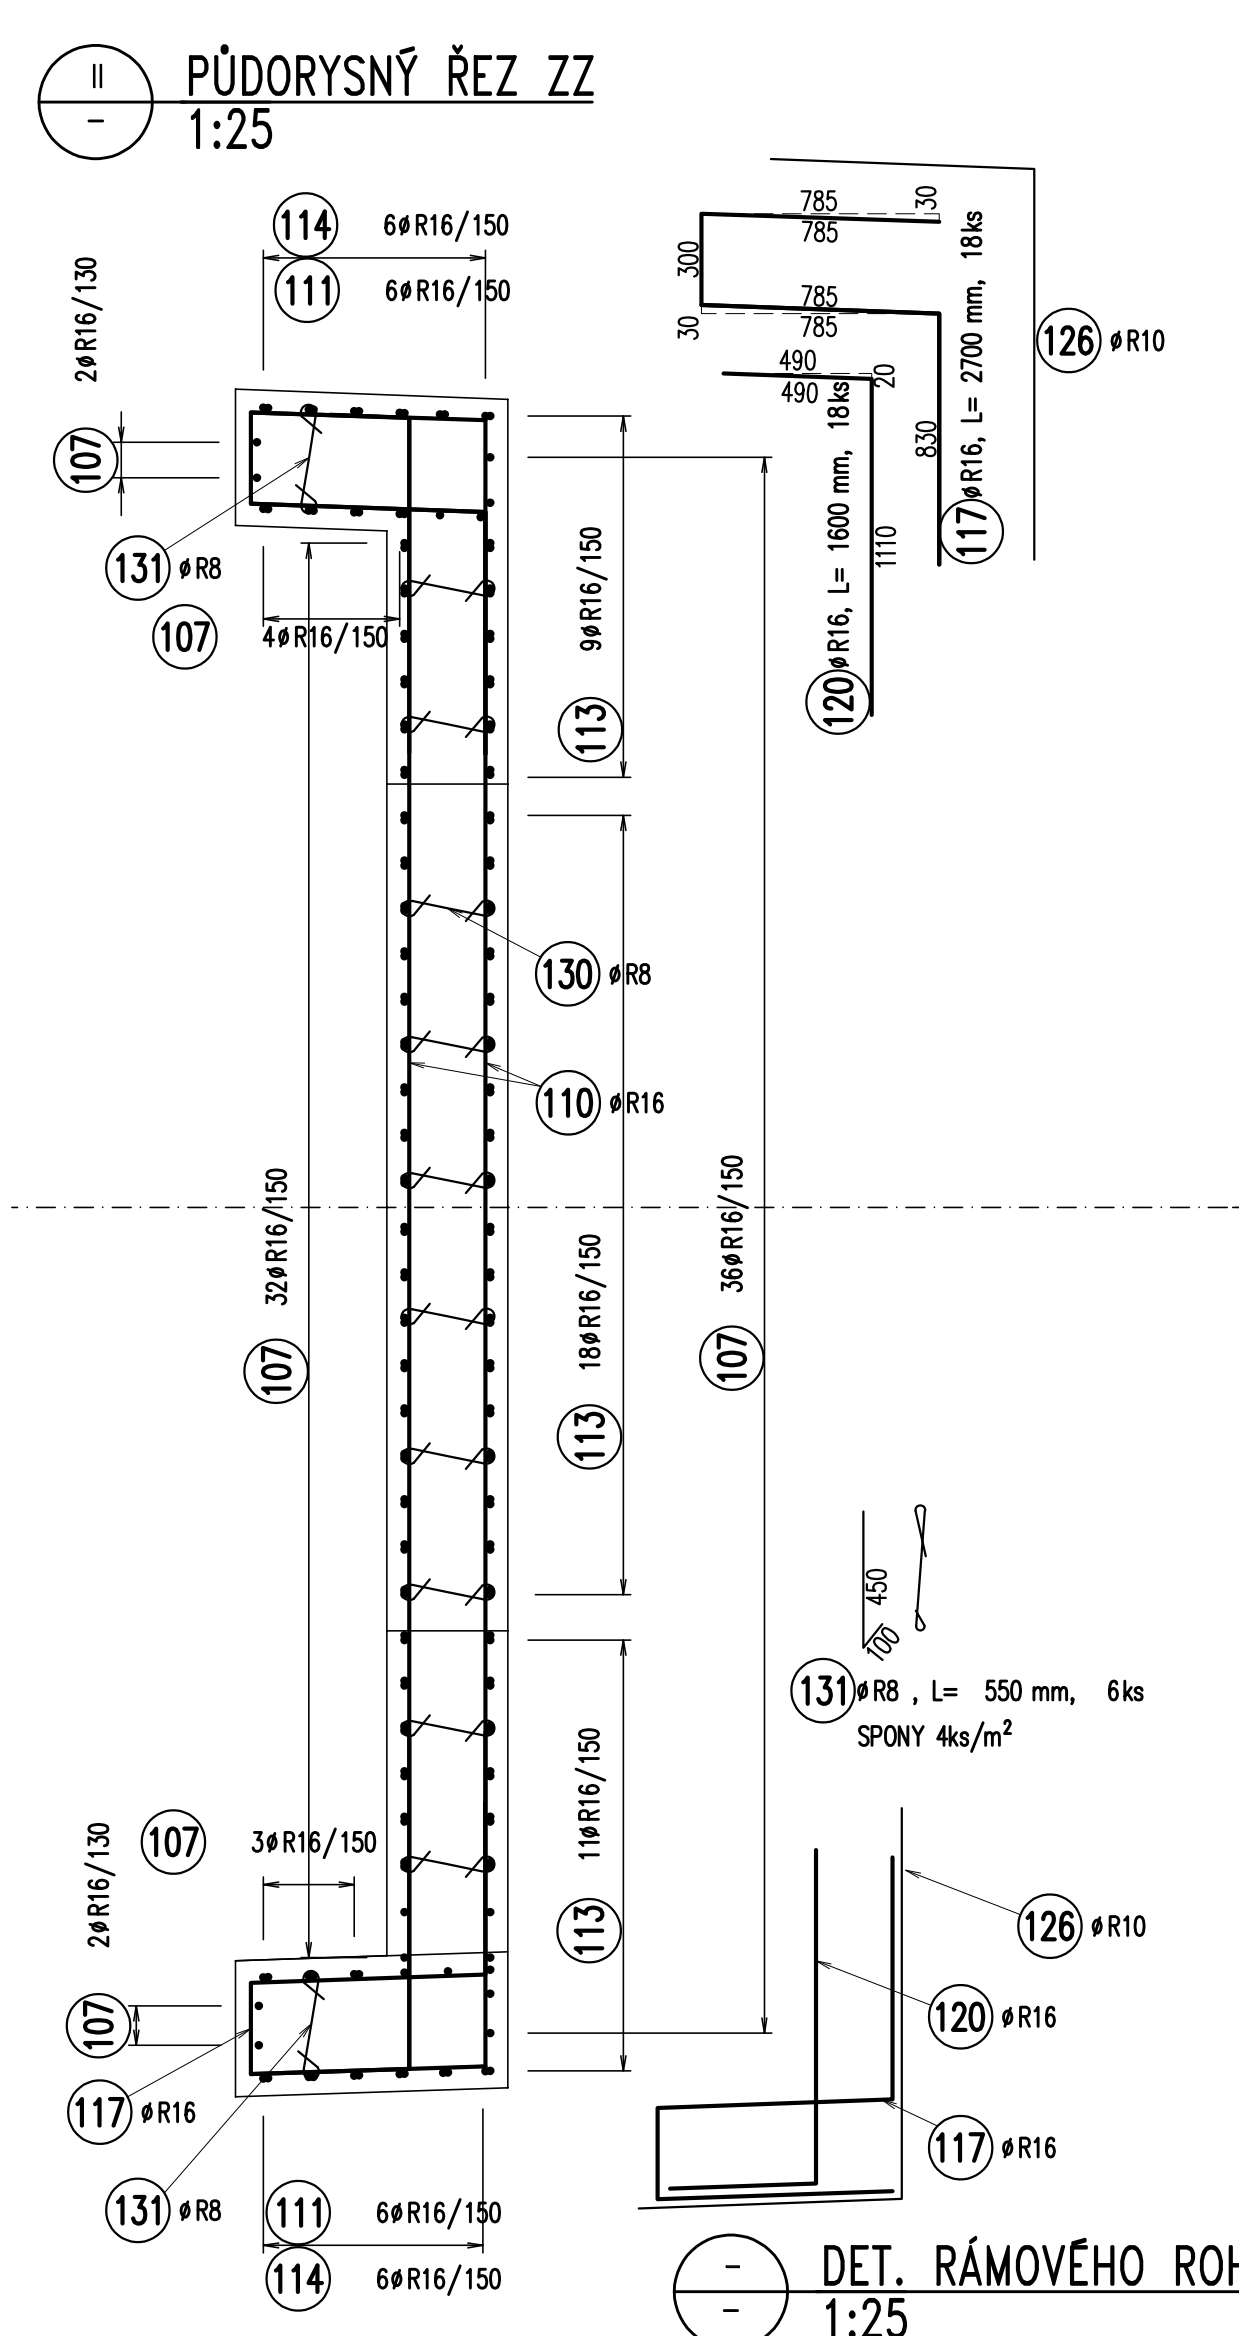 II
–
PŮDORYSNÝ ŘEZ ZZ
1:25
114
6øR16/150
111
6øR16/150
2øR16/130
107
131 øR8
107
4øR16/150
9øR16/150
113
785
30
785
300
785
30
785
490
20
490
830
1110
117 øR16, L= 2700 mm, 18ks
120 øR16, L= 1600 mm, 18ks
126 øR10
130 øR8
110 øR16
32øR16/150
107
18øR16/150
113
36øR16/150
107
450
100
131 øR8 , L= 550 mm, 6ks
SPONY 4ks/m²
11øR16/150
113
107
3øR16/150
2øR16/130
107
117 øR16
131 øR8
111
6øR16/150
114
6øR16/150
126 øR10
120 øR16
117 øR16
–
–
DET. RÁMOVÉHO ROH
1:25